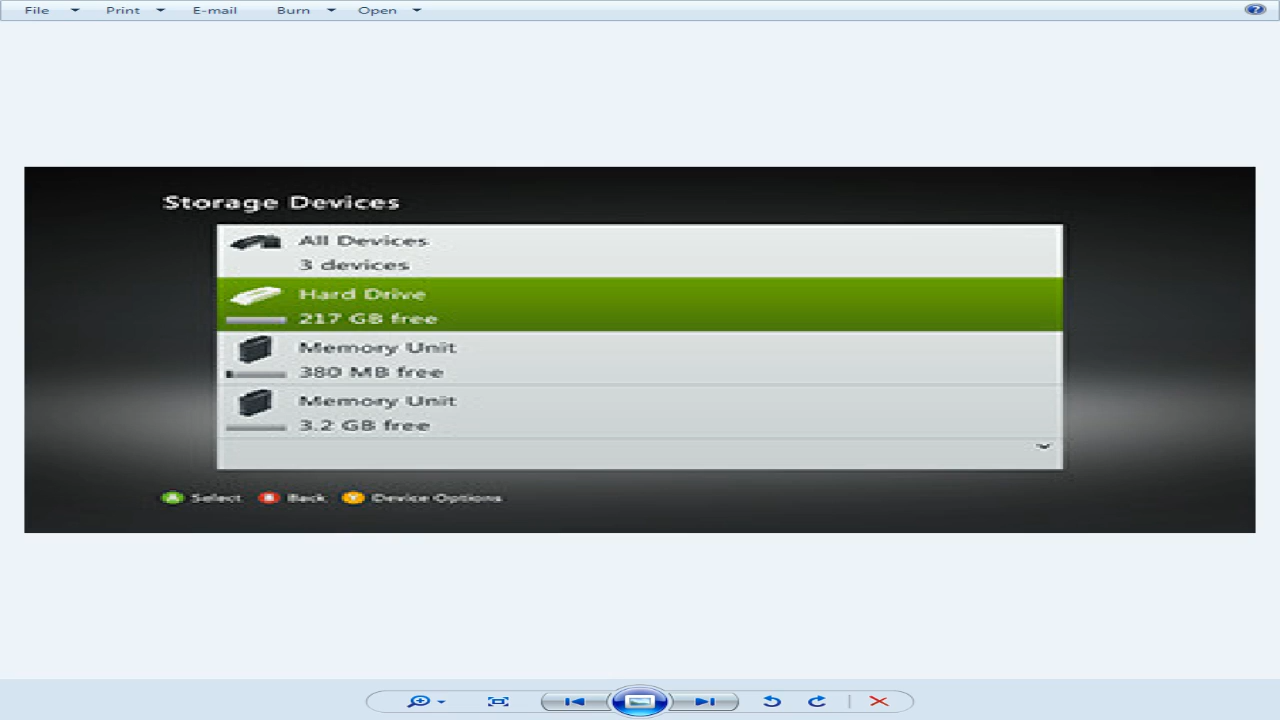 File Print E-mail Burn Open
Storage Devices
All Devices
3 devices
Hard Drive
217 GB free
Memory Unit
380 MB free
Memory Unit
3.2 GB free
Select Back Device Options